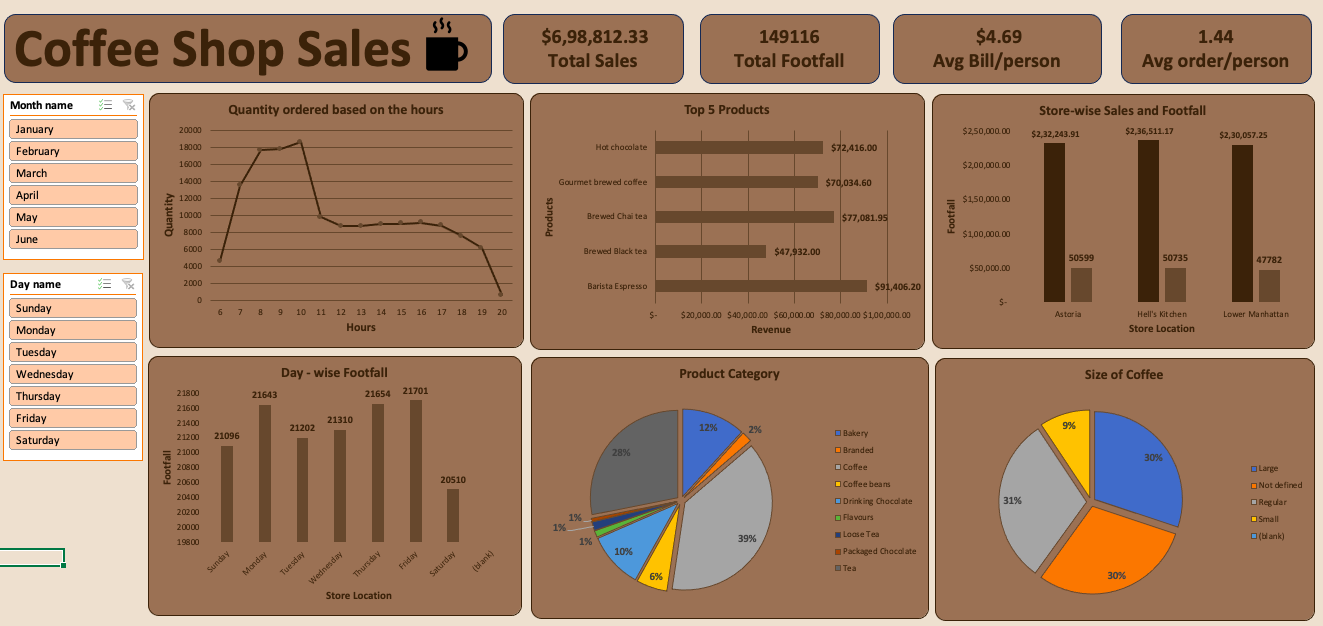 Coffee Shop Sales
$6,98,812.33
Total Sales
149116
Total Footfall
$4.69
Avg Bill/person
1.44
Avg order/person
Month name
January
February
March
April
May
June
Day name
Sunday
Monday
Tuesday
Wednesday
Thursday
Friday
Saturday
Quantity ordered based on the hours
Quantity
20000
18000
16000
14000
12000
10000
8000
6000
4000
2000
0
6 7 8 9 10 11 12 13 14 15 16 17 18 19 20
Hours
Top 5 Products
Products
Hot chocolate $72,416.00
Gourmet brewed coffee $70,034.60
Brewed Chai tea $77,081.95
Brewed Black tea $47,932.00
Barista Espresso $91,406.20
$- $20,000.00 $40,000.00 $60,000.00 $80,000.00 $1,00,000.00
Revenue
Store-wise Sales and Footfall
Footfall
$2,50,000.00
$2,00,000.00
$1,50,000.00
$1,00,000.00
$50,000.00
$-
$2,32,243.91 $2,36,511.17 $2,30,057.25
50599 50735 47782
Astoria Hell's Kitchen Lower Manhattan
Store Location
Day - wise Footfall
Footfall
21800
21600
21400
21200
21000
20800
20600
20400
20200
20000
19800
21096 21643 21202 21310 21654 21701 20510
Sunday Monday Tuesday Wednesday Thursday Friday Saturday (blank)
Store Location
Product Category
12%
2%
39%
6%
10%
1%
1%
1%
28%
Bakery
Branded
Coffee
Coffee beans
Drinking Chocolate
Flavours
Loose Tea
Packaged Chocolate
Tea
Size of Coffee
30%
30%
31%
9%
Large
Not defined
Regular
Small
(blank)